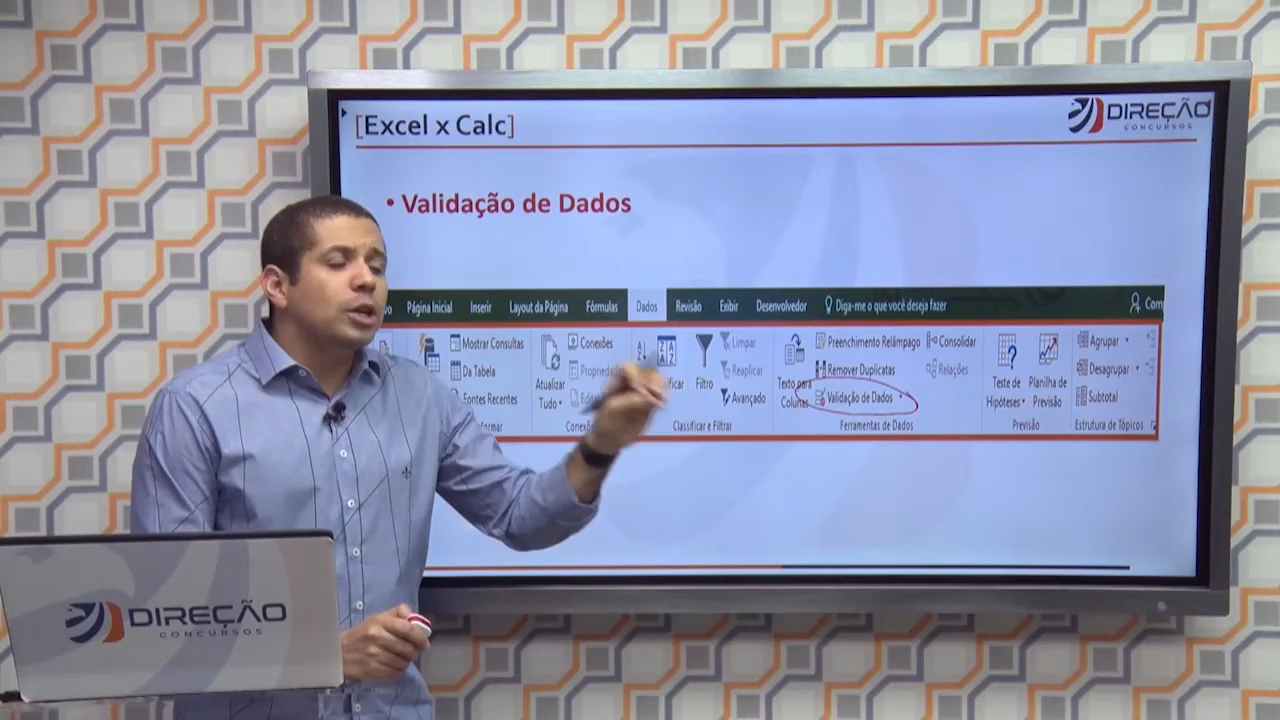 [Excel x Calc]
DIREÇÃO
CONCURSOS
• Validação de Dados
Página Inicial Inserir Layout da Página Fórmulas Dados Revisão Exibir Desenvolvedor Diga-me o que você deseja fazer Com
Mostrar Consultas Conexões Limpar Preenchimento Relâmpago Consolidar Agrupar
Da Tabela Reaplicar Remover Duplicatas Relações Desagrupar
Fontes Recentes Atualizar Tudo Filtro Avançado Texto para Colunas Validação de Dados Teste de Hipóteses Planilha de Previsão Subtotal
Classificar e Filtrar Ferramentas de Dados Previsão Estrutura de Tópicos
DIREÇÃO
CONCURSOS